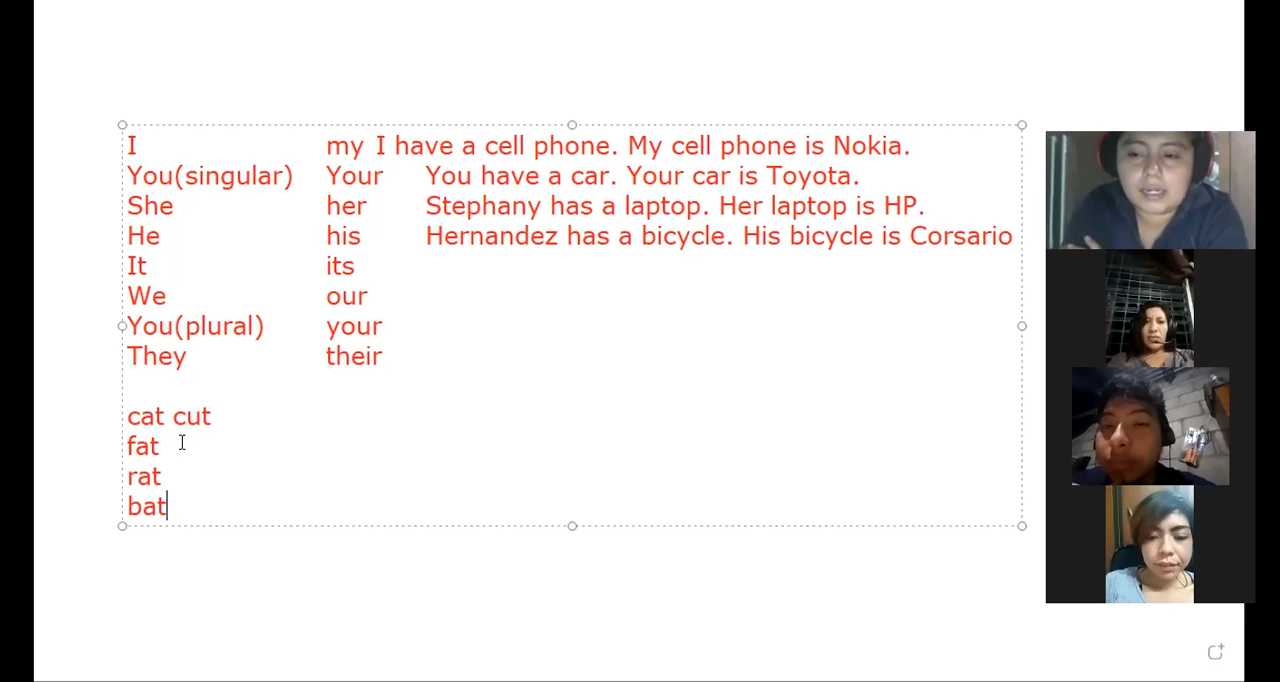 I my I have a cell phone. My cell phone is Nokia.
You(singular) Your You have a car. Your car is Toyota.
She her Stephany has a laptop. Her laptop is HP.
He his Hernandez has a bicycle. His bicycle is Corsario
It its
We our
You(plural) your
They their
cat cut
fat
rat
bat